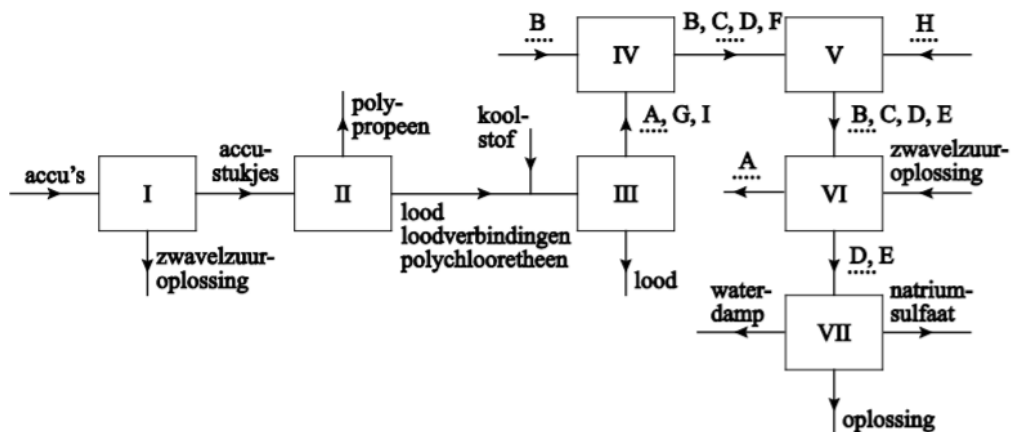 B
B, C, D, F
H
IV
V
poly-
propeen
kool-
stof
A, G, I
B, C, D, E
accu's
accu-
stukjes
zwavelzuur-
oplossing
A
I
II
III
VI
lood
loodverbindingen
polychlooretheen
zwavelzuur-
oplossing
lood
D, E
water-
damp
natrium-
sulfaat
VII
oplossing